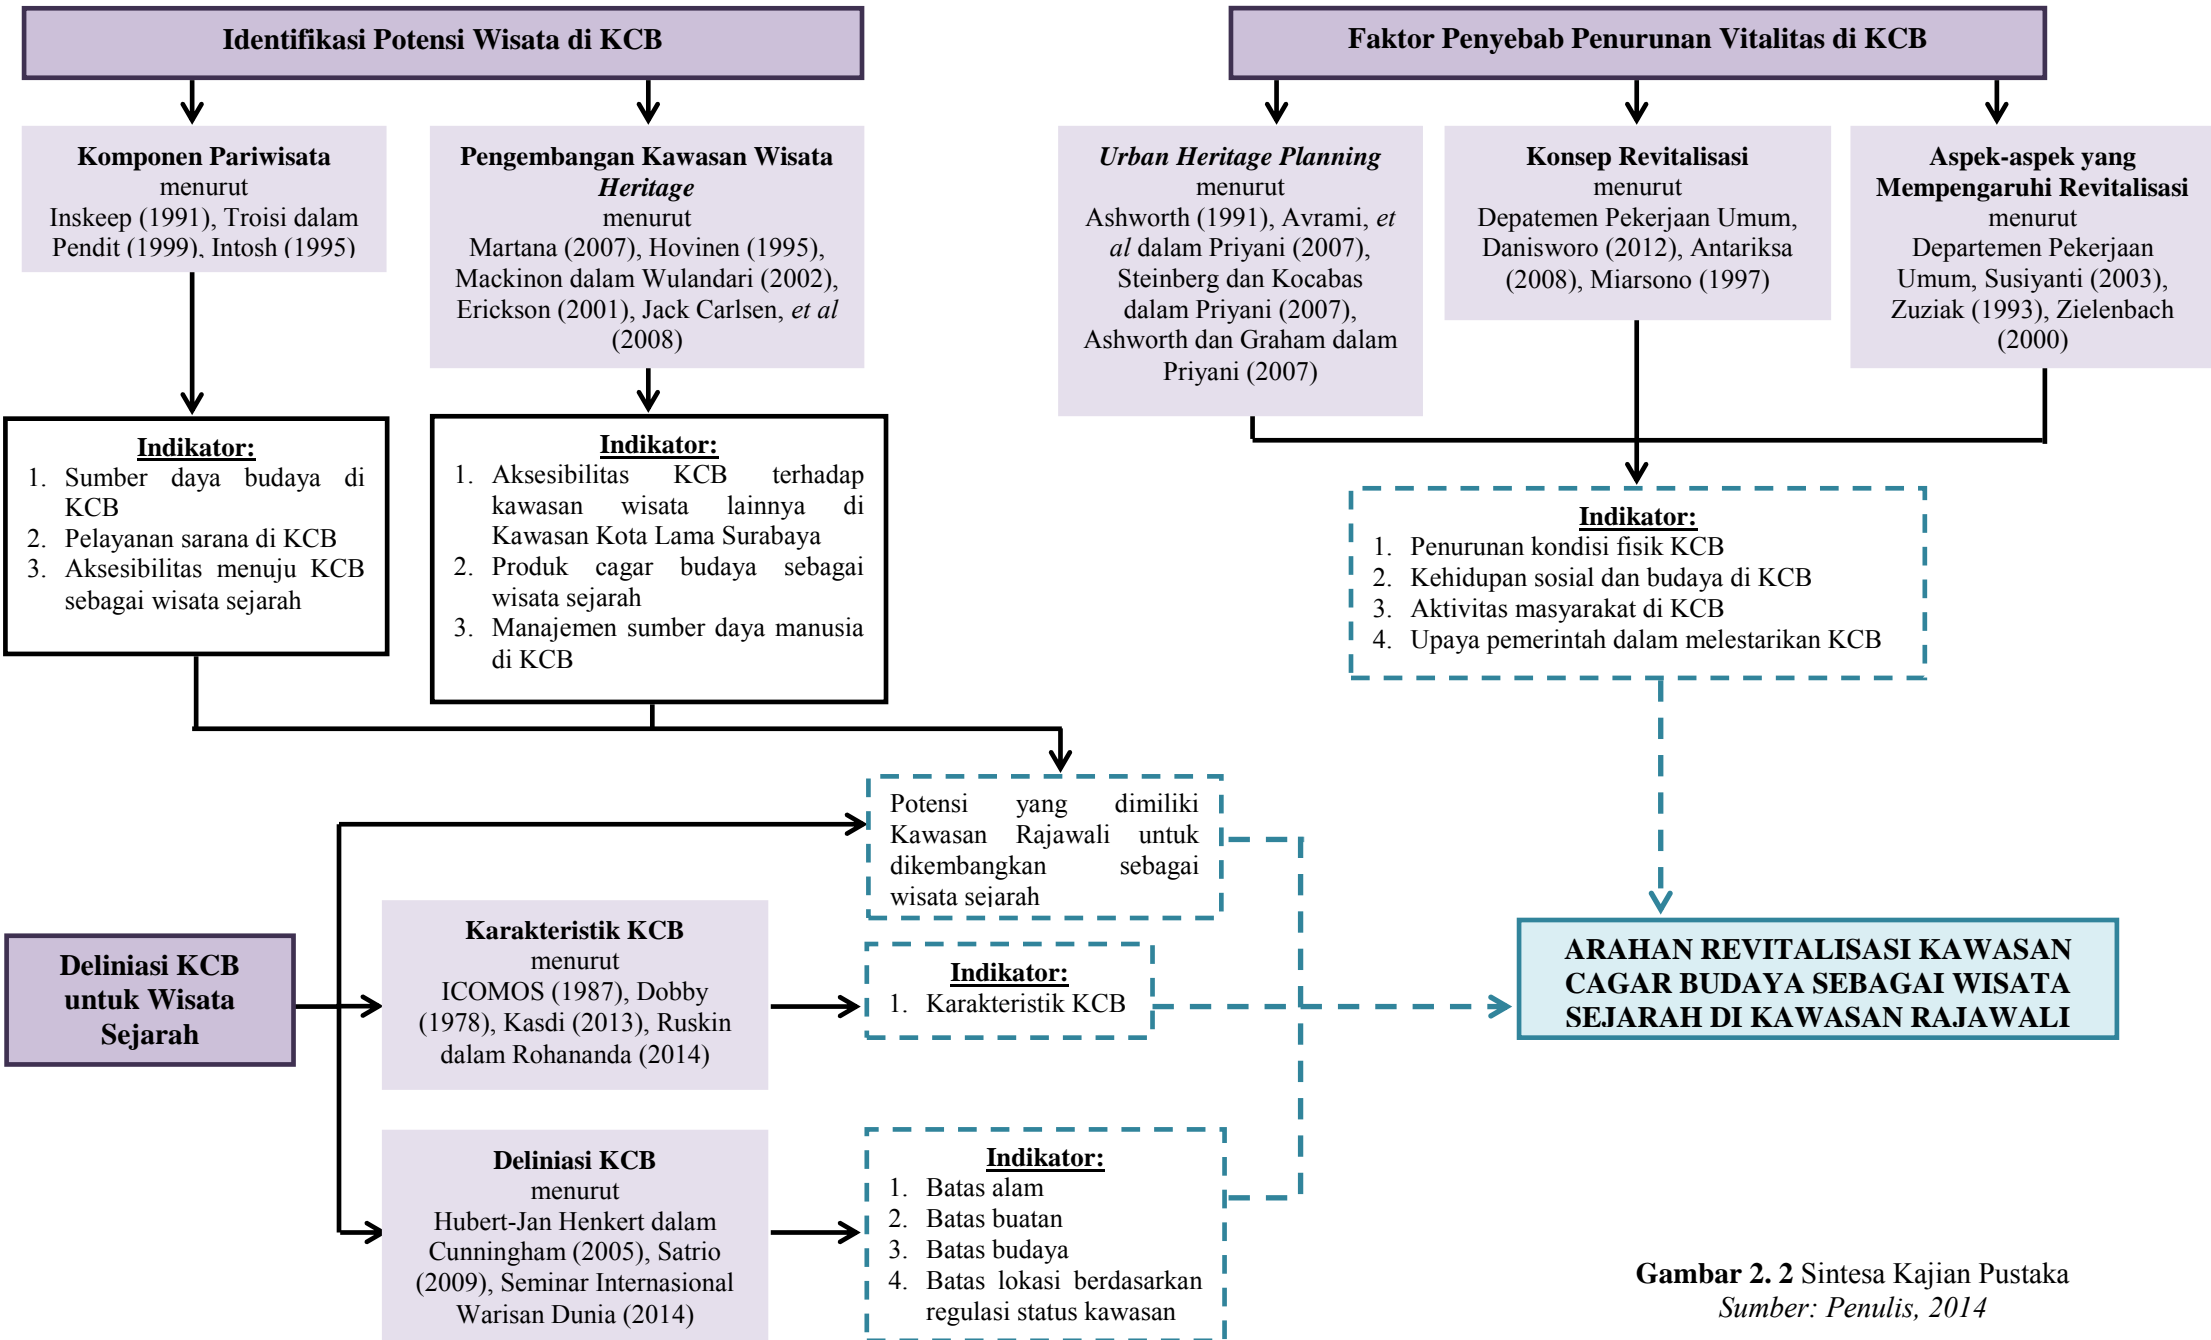 Identifikasi Potensi Wisata di KCB
Komponen Pariwisata
menurut
Inskeep (1991), Troisi dalam
Pendit (1999), Intosh (1995)
Pengembangan Kawasan Wisata
Heritage
menurut
Martana (2007), Hovinen (1995),
Mackinon dalam Wulandari (2002),
Erickson (2001), Jack Carlsen, et al
(2008)
Indikator:
1. Sumber daya budaya di
KCB
2. Pelayanan sarana di KCB
3. Aksesibilitas menuju KCB
sebagai wisata sejarah
Indikator:
1. Aksesibilitas KCB terhadap
kawasan wisata lainnya di
Kawasan Kota Lama Surabaya
2. Produk cagar budaya sebagai
wisata sejarah
3. Manajemen sumber daya manusia
di KCB
Faktor Penyebab Penurunan Vitalitas di KCB
Urban Heritage Planning
menurut
Ashworth (1991), Avrami, et
al dalam Priyani (2007),
Steinberg dan Kocabas
dalam Priyani (2007),
Ashworth dan Graham dalam
Priyani (2007)
Konsep Revitalisasi
menurut
Depatemen Pekerjaan Umum,
Danisworo (2012), Antariksa
(2008), Miarsono (1997)
Aspek-aspek yang
Mempengaruhi Revitalisasi
menurut
Departemen Pekerjaan
Umum, Susiyanti (2003),
Zuziak (1993), Zielenbach
(2000)
Indikator:
1. Penurunan kondisi fisik KCB
2. Kehidupan sosial dan budaya di KCB
3. Aktivitas masyarakat di KCB
4. Upaya pemerintah dalam melestarikan KCB
Potensi yang dimiliki
Kawasan Rajawali untuk
dikembangkan sebagai
wisata sejarah
Deliniasi KCB
untuk Wisata
Sejarah
Karakteristik KCB
menurut
ICOMOS (1987), Dobby
(1978), Kasdi (2013), Ruskin
dalam Rohananda (2014)
Indikator:
1. Karakteristik KCB
ARAHAN REVITALISASI KAWASAN
CAGAR BUDAYA SEBAGAI WISATA
SEJARAH DI KAWASAN RAJAWALI
Deliniasi KCB
menurut
Hubert-Jan Henkert dalam
Cunningham (2005), Satrio
(2009), Seminar Internasional
Warisan Dunia (2014)
Indikator:
1. Batas alam
2. Batas buatan
3. Batas budaya
4. Batas lokasi berdasarkan
regulasi status kawasan
Gambar 2. 2 Sintesa Kajian Pustaka
Sumber: Penulis, 2014